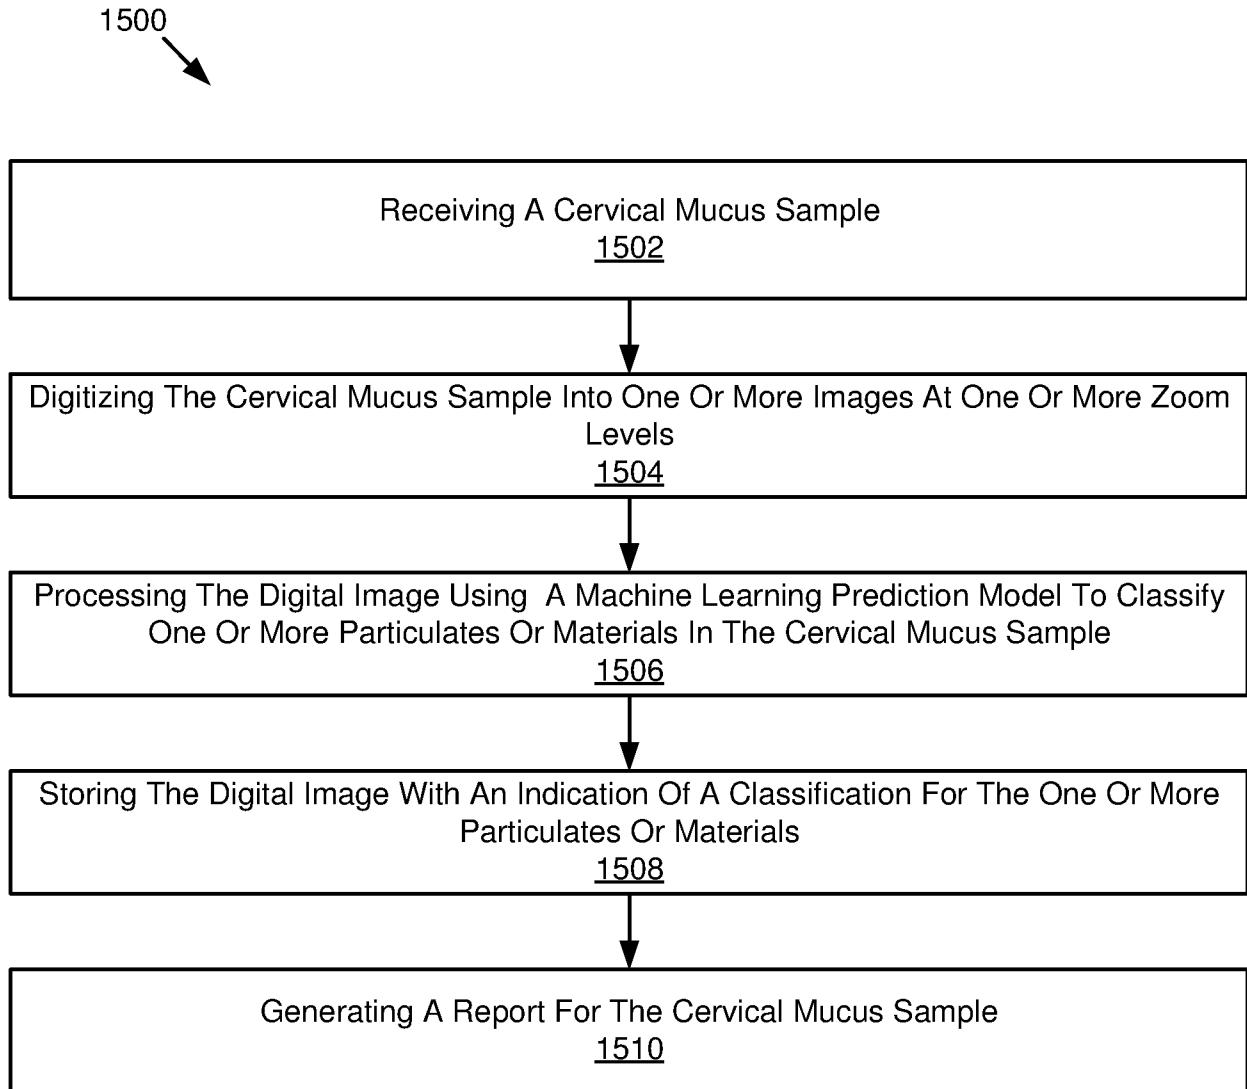 1500
Receiving A Cervical Mucus Sample
1502
Digitizing The Cervical Mucus Sample Into One Or More Images At One Or More Zoom
Levels
1504
Processing The Digital Image Using  A Machine Learning Prediction Model To Classify
One Or More Particulates Or Materials In The Cervical Mucus Sample
1506
Storing The Digital Image With An Indication Of A Classification For The One Or More
Particulates Or Materials
1508
Generating A Report For The Cervical Mucus Sample
1510